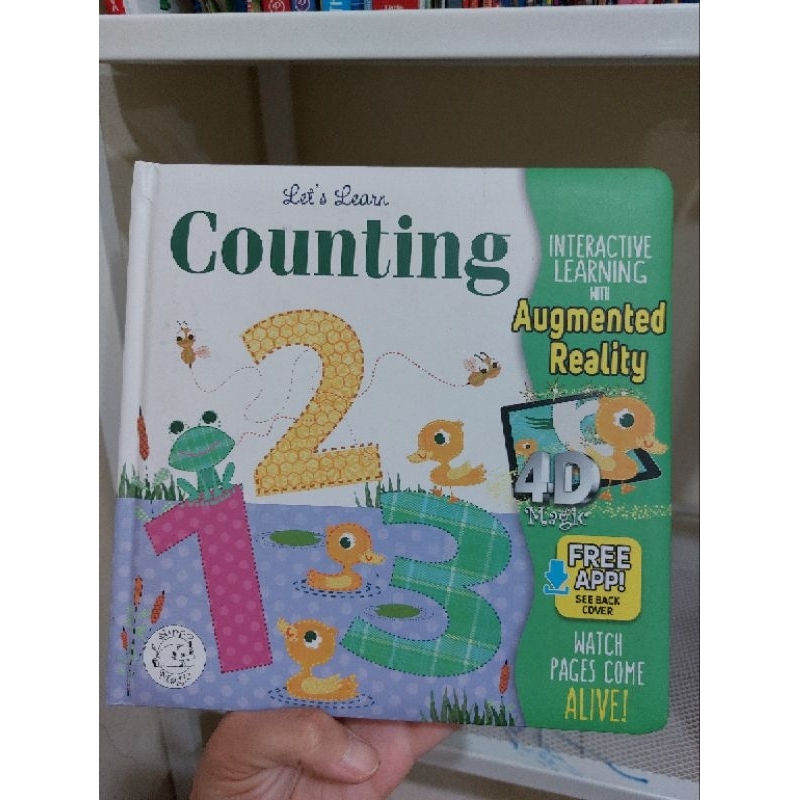 Let's Learn
Counting
INTERACTIVE
LEARNING
WITH
Augmented
Reality
4D
Magic
FREE
APP!
SEE BACK
COVER
WATCH
PAGES COME
ALIVE!
1
2
3